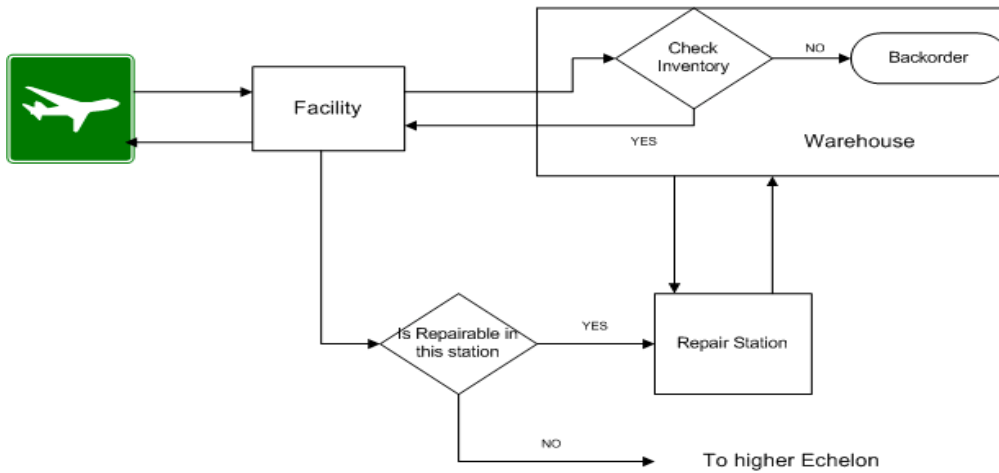 Check
Inventory
NO
Backorder
Facility
YES
Warehouse
Is Repairable in
this station
YES
Repair Station
NO
To higher Echelon